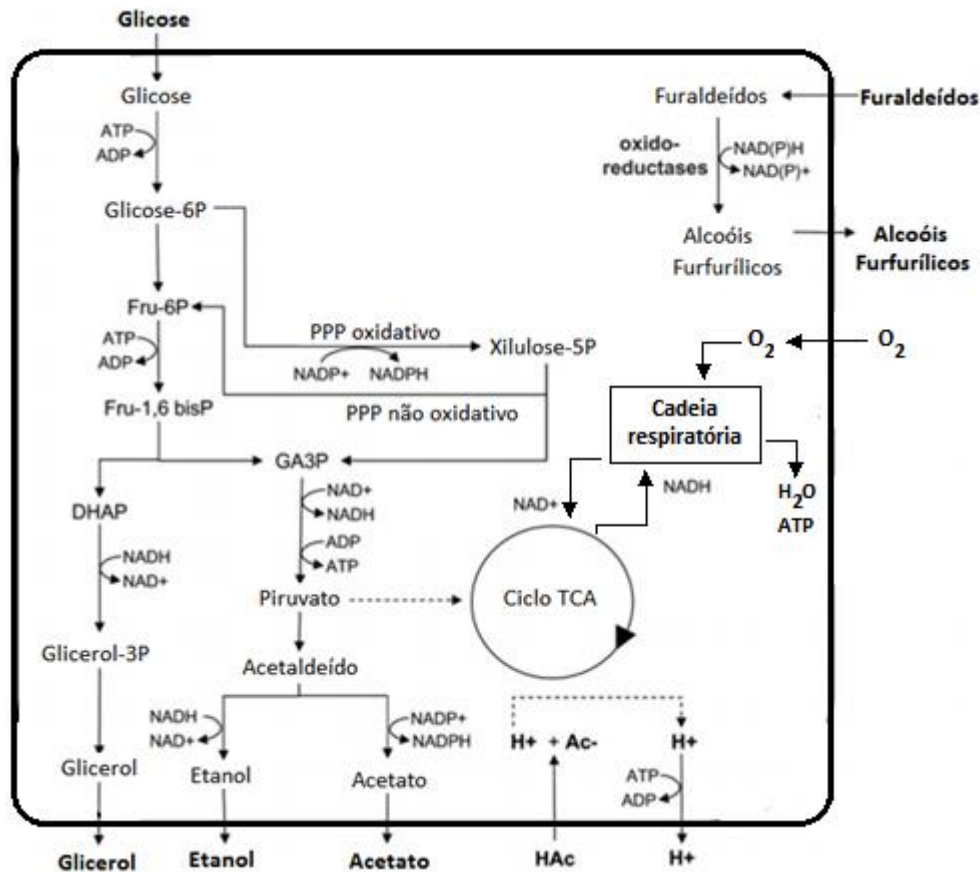 Glicose
Glicose
ATP
ADP
Glicose-6P
Fru-6P
ATP
ADP
Fru-1,6 bisP
PPP oxidativo
NADP+ NADPH
Xilulose-5P
PPP não oxidativo
GA3P
DHAP
NADH
NAD+
Glicerol-3P
Glicerol
Glicerol
NAD+
NADH
ADP
ATP
Piruvato
Acetaldeído
NADH
NAD+
Etanol
Etanol
NADP+
NADPH
Acetato
Acetato
Furaldeídos
Furaldeídos
oxido-
reductases
NAD(P)H
NAD(P)+
Alcoóis
Furfurílicos
Alcoóis
Furfurílicos
O2
O2
Cadeia
respiratória
NAD+
NADH
H2O
ATP
Ciclo TCA
H+ + Ac-
H+
ATP
ADP
HAc
H+